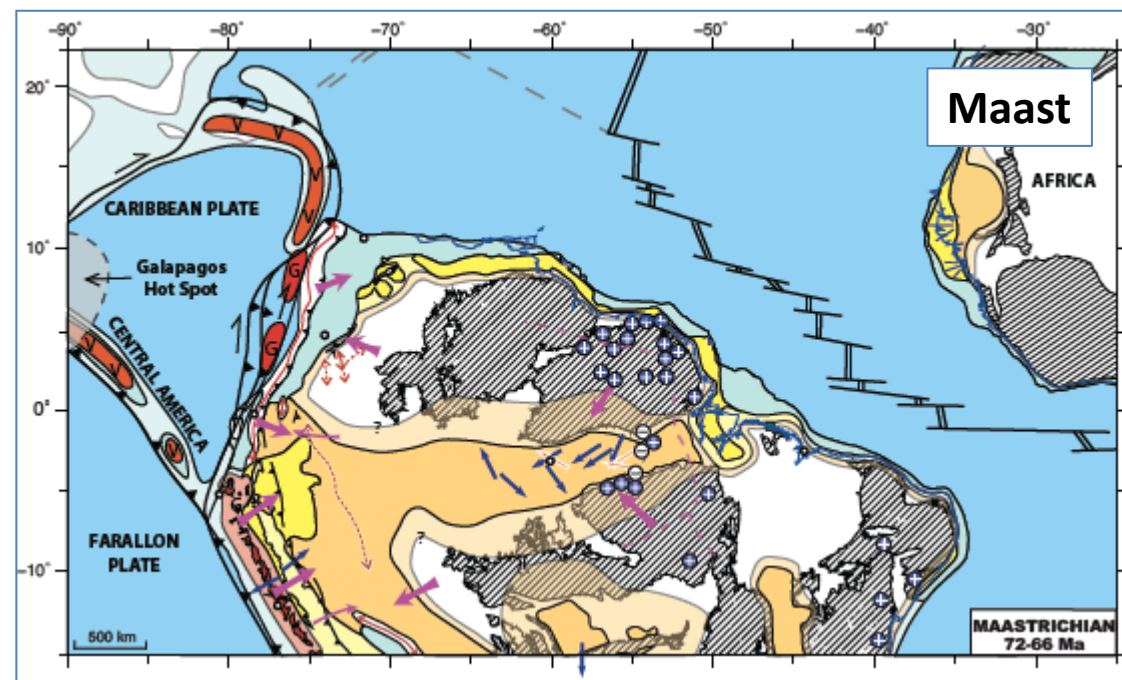 −90° −80° −70° −60° −50° −40° −30°
20°
10°
0°
−10°
Maast
AFRICA
CARIBBEAN PLATE
Galapagos
Hot Spot
CENTRAL
AMERICA
FARALLON
PLATE
V V V V V
V V V
G
G
?
?
500 km
MAASTRICHIAN
72-66 Ma